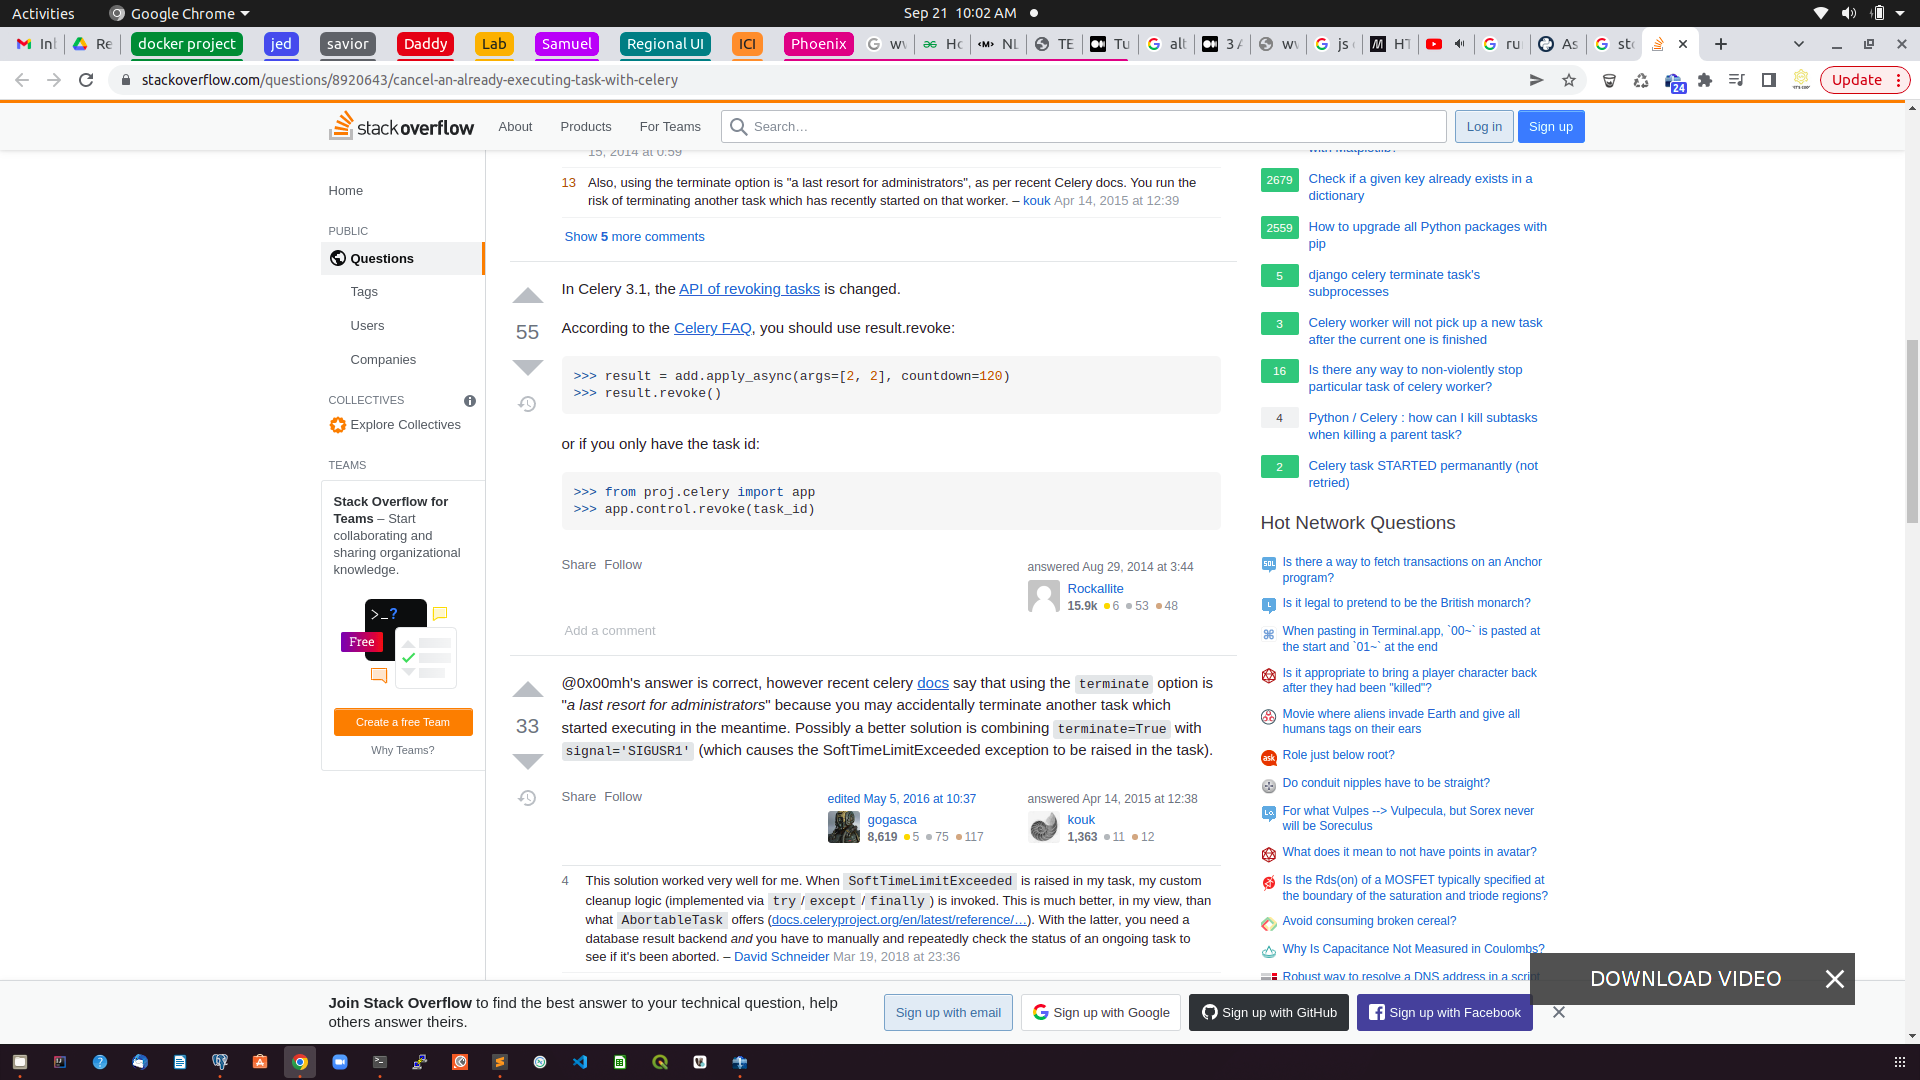 Activities
Google Chrome
Sep 21 10:02 AM
docker project
jed
savior
Daddy
Lab
Samuel
Regional UI
ICI
Phoenix
stackoverflow.com/questions/8920643/cancel-an-already-executing-task-with-celery
24
Update
stack overflow
About
Products
For Teams
Search…
Log in
Sign up
Home
PUBLIC
Questions
Tags
Users
Companies
COLLECTIVES
Explore Collectives
TEAMS
Stack Overflow for
Teams – Start
collaborating and
sharing organizational
knowledge.
>_?
Free
Create a free Team
Why Teams?
15, 2014 at 0:59
13 Also, using the terminate option is "a last resort for administrators", as per recent Celery docs. You run the
risk of terminating another task which has recently started on that worker. – kouk Apr 14, 2015 at 12:39
Show 5 more comments
55
In Celery 3.1, the API of revoking tasks is changed.
According to the Celery FAQ, you should use result.revoke:
>>> result = add.apply_async(args=[2, 2], countdown=120)
>>> result.revoke()
or if you only have the task id:
>>> from proj.celery import app
>>> app.control.revoke(task_id)
Share Follow
answered Aug 29, 2014 at 3:44
Rockallite
15.9k 6 53 48
Add a comment
33
@0x00mh's answer is correct, however recent celery docs say that using the terminate option is
"a last resort for administrators" because you may accidentally terminate another task which
started executing in the meantime. Possibly a better solution is combining terminate=True with
signal='SIGUSR1' (which causes the SoftTimeLimitExceeded exception to be raised in the task).
Share Follow
edited May 5, 2016 at 10:37
gogasca
8,619 5 75 117
answered Apr 14, 2015 at 12:38
kouk
1,363 11 12
4 This solution worked very well for me. When SoftTimeLimitExceeded is raised in my task, my custom
cleanup logic (implemented via try / except / finally ) is invoked. This is much better, in my view, than
what AbortableTask offers (docs.celeryproject.org/en/latest/reference/…). With the latter, you need a
database result backend and you have to manually and repeatedly check the status of an ongoing task to
see if it's been aborted. – David Schneider Mar 19, 2018 at 23:36
with Matplotlib?
2679 Check if a given key already exists in a
dictionary
2559 How to upgrade all Python packages with
pip
5 django celery terminate task's
subprocesses
3 Celery worker will not pick up a new task
after the current one is finished
16 Is there any way to non-violently stop
particular task of celery worker?
4 Python / Celery : how can I kill subtasks
when killing a parent task?
2 Celery task STARTED permanantly (not
retried)
Hot Network Questions
Is there a way to fetch transactions on an Anchor
program?
Is it legal to pretend to be the British monarch?
When pasting in Terminal.app, `00~` is pasted at
the start and `01~` at the end
Is it appropriate to bring a player character back
after they had been "killed"?
Movie where aliens invade Earth and give all
humans tags on their ears
Role just below root?
Do conduit nipples have to be straight?
For what Vulpes --> Vulpecula, but Sorex never
will be Soreculus
What does it mean to not have points in avatar?
Is the Rds(on) of a MOSFET typically specified at
the boundary of the saturation and triode regions?
Avoid consuming broken cereal?
Why Is Capacitance Not Measured in Coulombs?
Robust way to resolve a DNS address in a script
DOWNLOAD VIDEO
Join Stack Overflow to find the best answer to your technical question, help
others answer theirs.
Sign up with email
Sign up with Google
Sign up with GitHub
Sign up with Facebook